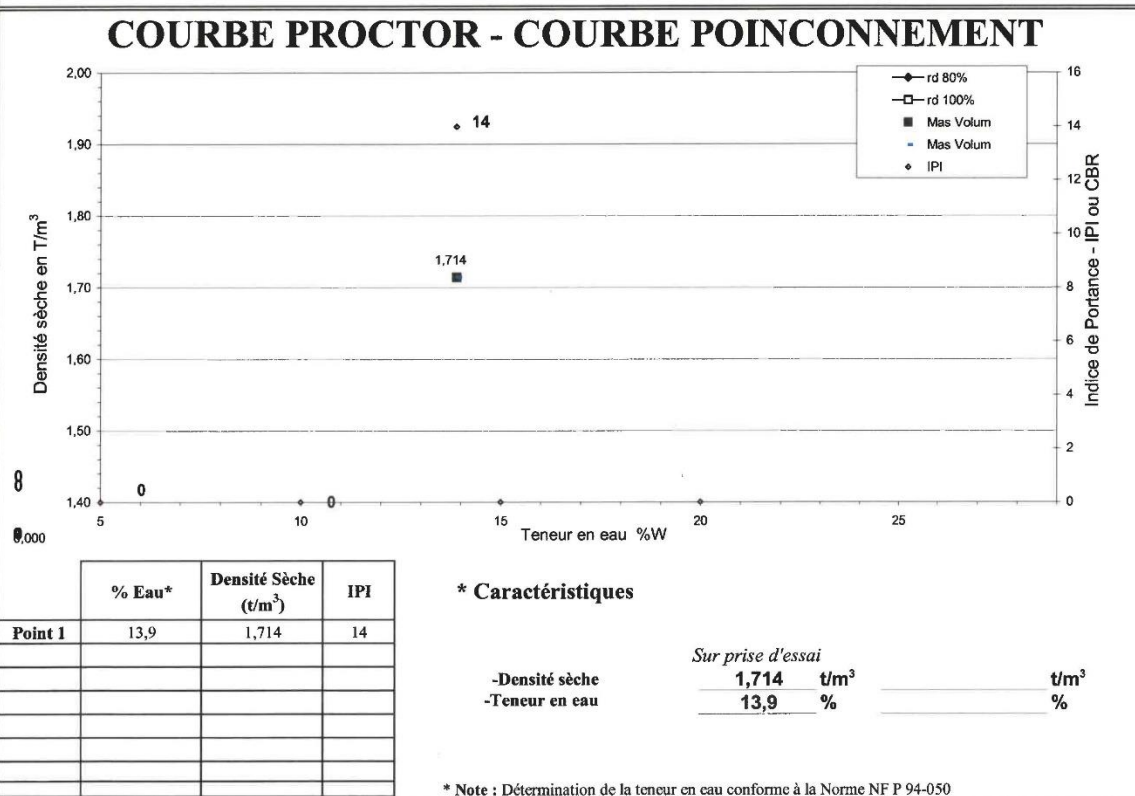 COURBE PROCTOR - COURBE POINCONNEMENT
2,00
1,90
1,80
1,70
1,60
1,50
1,40
Densité sèche en T/m³
16
14
12
10
8
6
4
2
0
Indice de Portance - IPI ou CBR
rd 80%
rd 100%
Mas Volum
Mas Volum
IPI
14
1,714
0
0
5 10 15 20 25
Teneur en eau %W
% Eau* Densité Sèche (t/m³) IPI
Point 1 13,9 1,714 14
* Caractéristiques
Sur prise d'essai
-Densité sèche 1,714 t/m³ t/m³
-Teneur en eau 13,9 % %
* Note : Détermination de la teneur en eau conforme à la Norme NF P 94-050